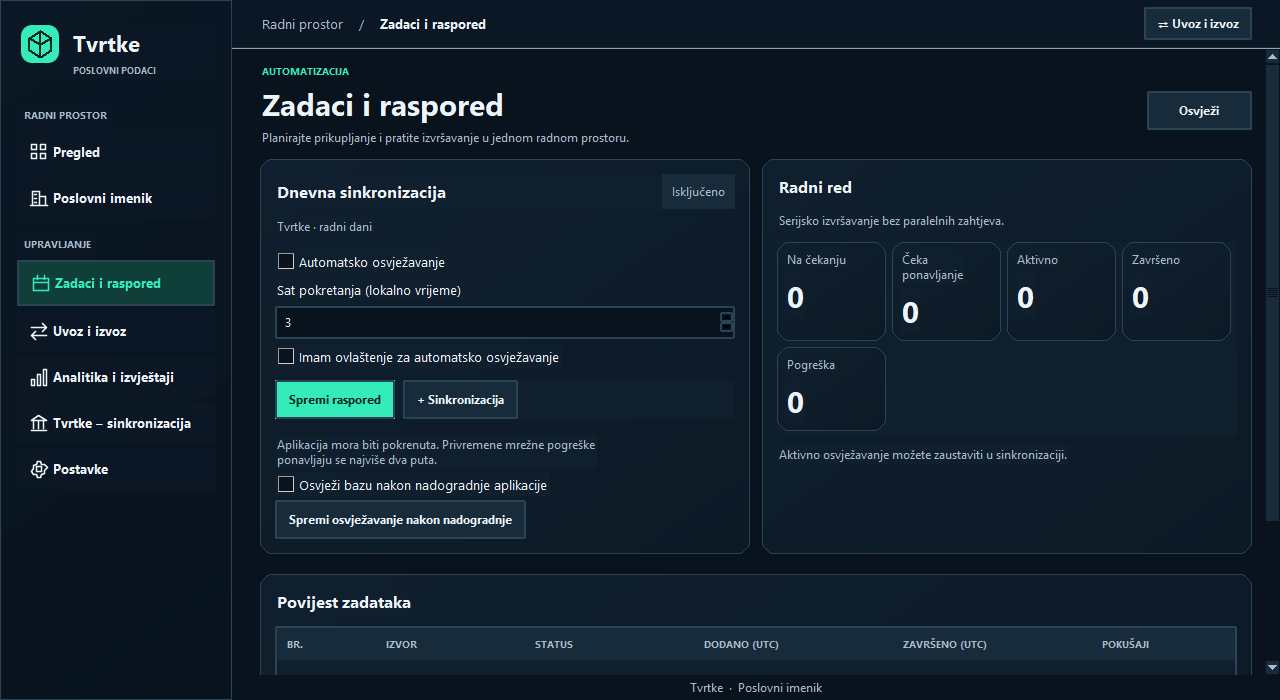 Tvrtke
POSLOVNI PODACI
RADNI PROSTOR
Pregled
Poslovni imenik
UPRAVLJANJE
Zadaci i raspored
Uvoz i izvoz
Analitika i izvještaji
Tvrtke – sinkronizacija
Postavke
Radni prostor / Zadaci i raspored
⇄ Uvoz i izvoz
AUTOMATIZACIJA
Zadaci i raspored
Planirajte prikupljanje i pratite izvršavanje u jednom radnom prostoru.
Osvježi
Dnevna sinkronizacija
Isključeno
Tvrtke · radni dani
Automatsko osvježavanje
Sat pokretanja (lokalno vrijeme)
3
Imam ovlaštenje za automatsko osvježavanje
Spremi raspored
+ Sinkronizacija
Aplikacija mora biti pokrenuta. Privremene mrežne pogreške
ponavljaju se najviše dva puta.
Osvježi bazu nakon nadogradnje aplikacije
Spremi osvježavanje nakon nadogradnje
Radni red
Serijsko izvršavanje bez paralelnih zahtjeva.
Na čekanju
0
Čeka
ponavljanje
0
Aktivno
0
Završeno
0
Pogreška
0
Aktivno osvježavanje možete zaustaviti u sinkronizaciji.
Povijest zadataka
BR. IZVOR STATUS DODANO (UTC) ZAVRŠENO (UTC) POKUŠAJI
Tvrtke · Poslovni imenik